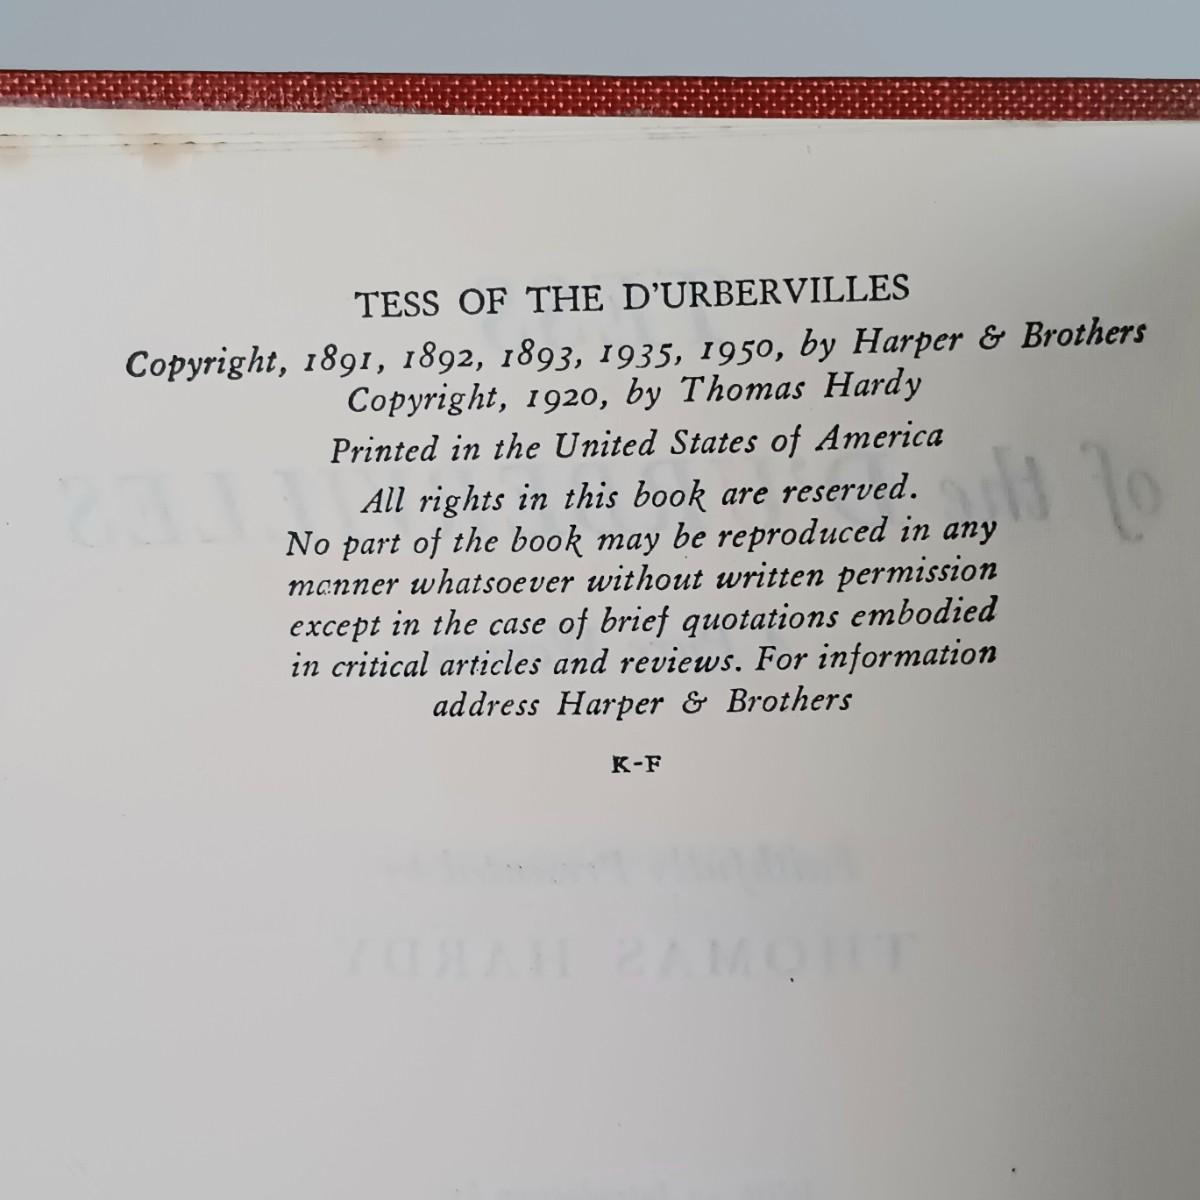 TESS OF THE D'URBERVILLES
Copyright, 1891, 1892, 1893, 1935, 1950, by Harper & Brothers
Copyright, 1920, by Thomas Hardy
Printed in the United States of America
All rights in this book are reserved.
No part of the book may be reproduced in any
manner whatsoever without written permission
except in the case of brief quotations embodied
in critical articles and reviews. For information
address Harper & Brothers
K-F